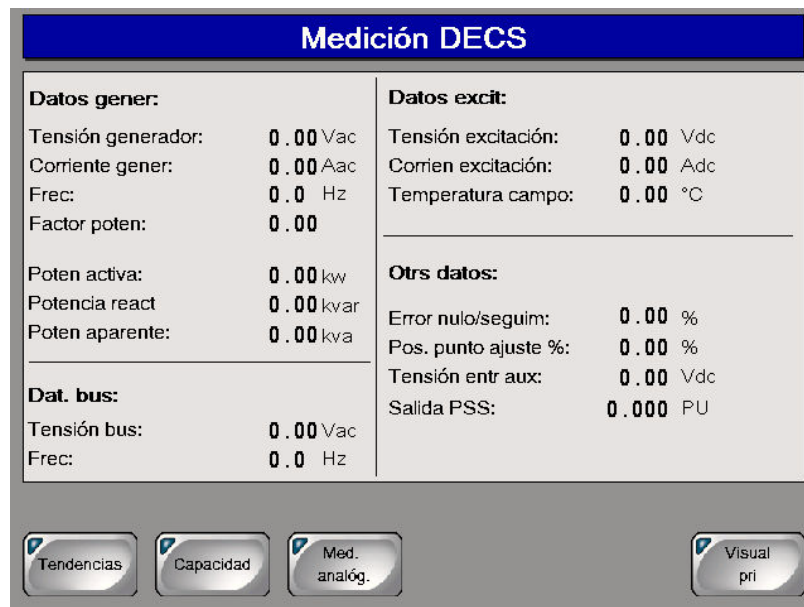 Medición DECS
Datos gener:
Tensión generador: 0.00 Vac
Corriente gener: 0.00 Aac
Frec: 0.0 Hz
Factor poten: 0.00
Poten activa: 0.00 kw
Potencia react 0.00 kvar
Poten aparente: 0.00 kva
Dat. bus:
Tensión bus: 0.00 Vac
Frec: 0.0 Hz
Datos excit:
Tensión excitación: 0.00 Vdc
Corrien excitación: 0.00 Adc
Temperatura campo: 0.00 °C
Otrs datos:
Error nulo/seguim: 0.00 %
Pos. punto ajuste %: 0.00 %
Tensión entr aux: 0.00 Vdc
Salida PSS: 0.000 PU
Tendencias
Capacidad
Med.
analóg.
Visual
pri